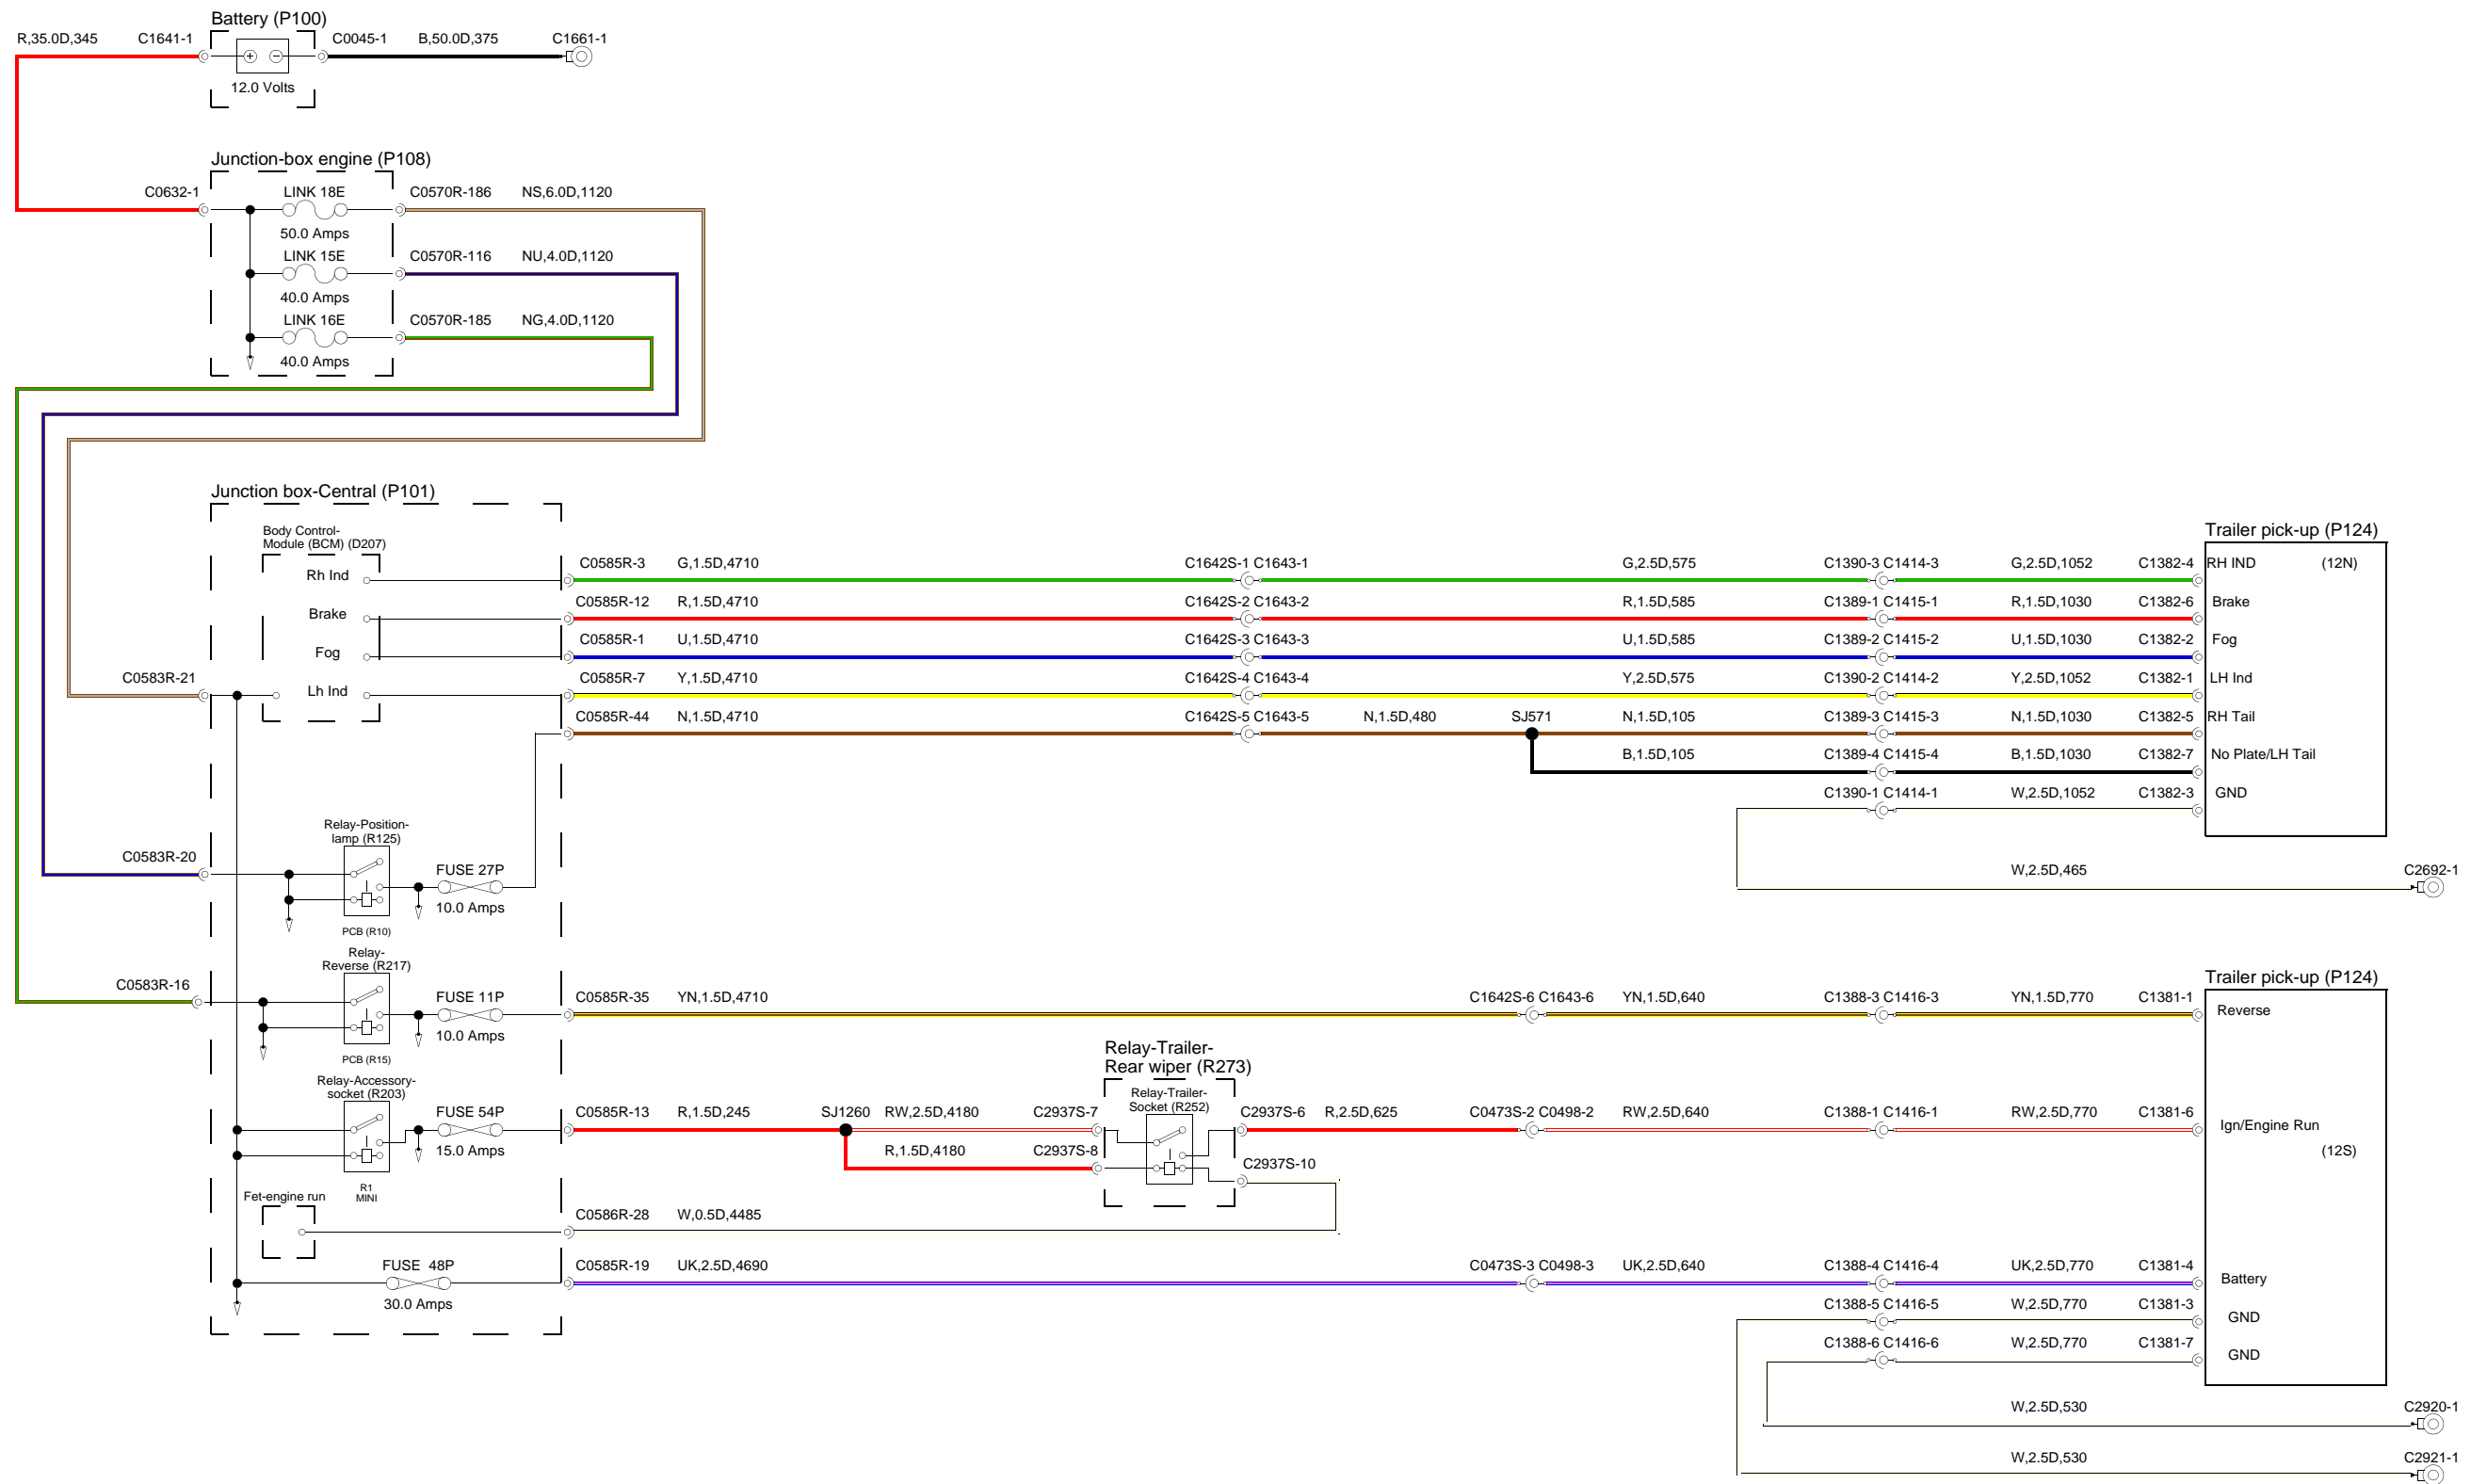 Battery (P100)
R,35.0D,345 C1641-1 C0045-1 B,50.0D,375 C1661-1
12.0 Volts
Junction-box engine (P108)
C0632-1 LINK 18E C0570R-186 NS,6.0D,1120
50.0 Amps
LINK 15E C0570R-116 NU,4.0D,1120
40.0 Amps
LINK 16E C0570R-185 NG,4.0D,1120
40.0 Amps
Junction box-Central (P101)
Body Control-
Module (BCM) (D207)
Trailer pick-up (P124)
Rh Ind C0585R-3 G,1.5D,4710 C1642S-1 C1643-1 G,2.5D,575 C1390-3 C1414-3 G,2.5D,1052 C1382-4 RH IND (12N)
Brake C0585R-12 R,1.5D,4710 C1642S-2 C1643-2 R,1.5D,585 C1389-1 C1415-1 R,1.5D,1030 C1382-6 Brake
Fog C0585R-1 U,1.5D,4710 C1642S-3 C1643-3 U,1.5D,585 C1389-2 C1415-2 U,1.5D,1030 C1382-2 Fog
C0583R-21 Lh Ind C0585R-7 Y,1.5D,4710 C1642S-4 C1643-4 Y,2.5D,575 C1390-2 C1414-2 Y,2.5D,1052 C1382-1 LH Ind
C0585R-44 N,1.5D,4710 C1642S-5 C1643-5 N,1.5D,480 SJ571 N,1.5D,105 C1389-3 C1415-3 N,1.5D,1030 C1382-5 RH Tail
B,1.5D,105 C1389-4 C1415-4 B,1.5D,1030 C1382-7 No Plate/LH Tail
C1390-1 C1414-1 W,2.5D,1052 C1382-3 GND
Relay-Position-
lamp (R125)
C0583R-20 FUSE 27P W,2.5D,465 C2692-1
10.0 Amps
PCB (R10)
Relay-
Reverse (R217)
Trailer pick-up (P124)
C0583R-16 FUSE 11P C0585R-35 YN,1.5D,4710 C1642S-6 C1643-6 YN,1.5D,640 C1388-3 C1416-3 YN,1.5D,770 C1381-1 Reverse
10.0 Amps
PCB (R15)
Relay-Trailer-
Rear wiper (R273)
Relay-Accessory-
socket (R203)
Relay-Trailer-
Socket (R252)
FUSE 54P C0585R-13 R,1.5D,245 SJ1260 RW,2.5D,4180 C2937S-7 C2937S-6 R,2.5D,625 C0473S-2 C0498-2 RW,2.5D,640 C1388-1 C1416-1 RW,2.5D,770 C1381-6 Ign/Engine Run
15.0 Amps R,1.5D,4180 C2937S-8 (12S)
C2937S-10
R1
MINI
Fet-engine run
C0586R-28 W,0.5D,4485
FUSE 48P C0585R-19 UK,2.5D,4690 C0473S-3 C0498-3 UK,2.5D,640 C1388-4 C1416-4 UK,2.5D,770 C1381-4 Battery
30.0 Amps C1388-5 C1416-5 W,2.5D,770 C1381-3 GND
C1388-6 C1416-6 W,2.5D,770 C1381-7 GND
W,2.5D,530 C2920-1
W,2.5D,530 C2921-1